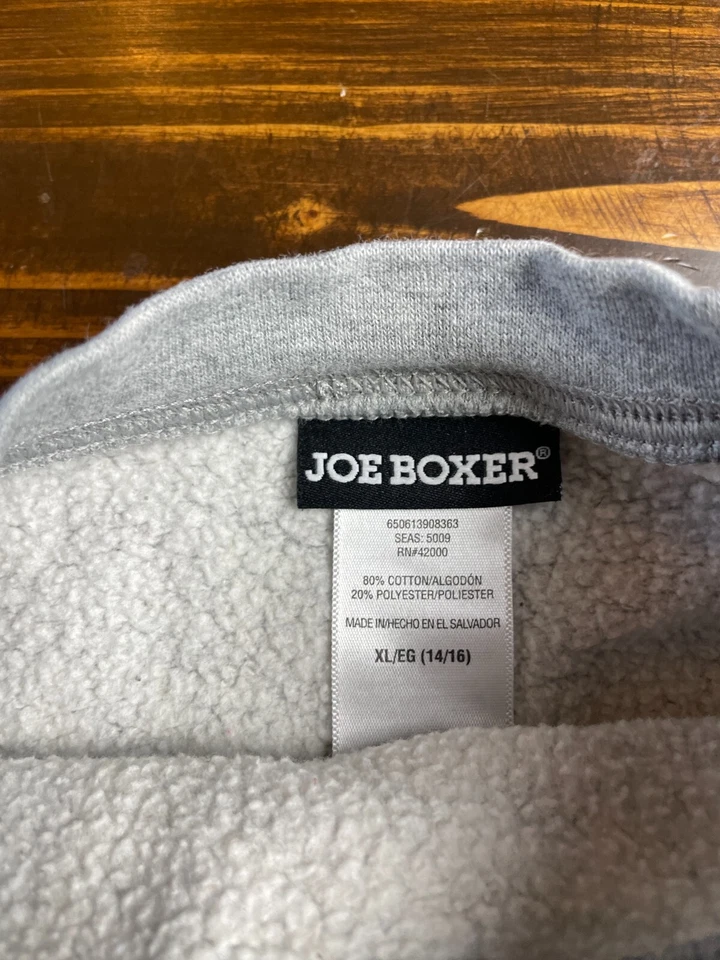 JOE BOXER®
650613908363
SEAS: 5009
RN#42000
80% COTTON/ALGODÓN
20% POLYESTER/POLIESTER
MADE IN/HECHO EN EL SALVADOR
XL/EG (14/16)